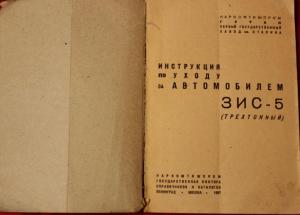 НАРКОМТЯЖПРОМ
ПЕРВЫЙ ГОСУДАРСТВЕННЫЙ
ЗАВОД им. СТАЛИНА
ИНСТРУКЦИЯ
ПО УХОДУ
ЗА АВТОМОБИЛЕМ
ЗИС-5
(ТРЕХТОННЫЙ)
НАРКОМТЯЖПРОМ
ГОСУДАРСТВЕННАЯ КОНТОРА
СПРАВОЧНИКОВ И КАТАЛОГОВ
ЛЕНИНГРАД • МОСКВА • 1937